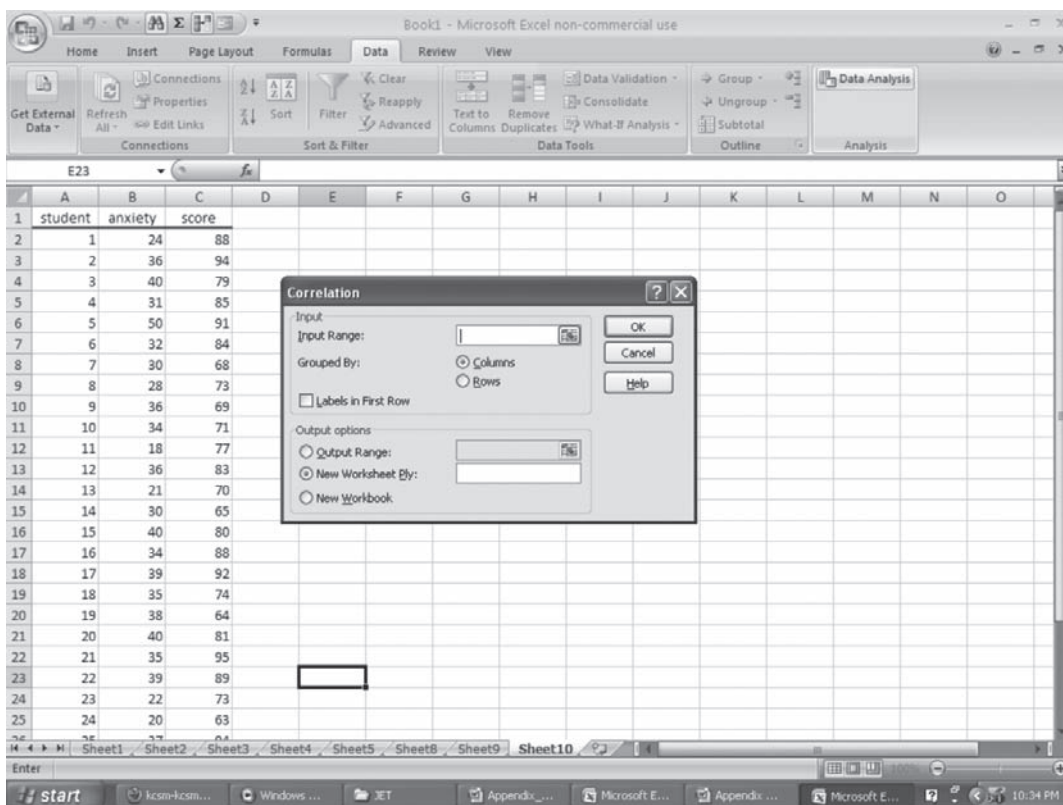 Book1 - Microsoft Excel non-commercial use
Home Insert Page Layout Formulas Data Review View
Get External Data
Refresh All
Connections
Properties
Edit Links
Connections
Sort
Filter
Clear
Reapply
Advanced
Sort & Filter
Text to Columns
Remove Duplicates
Data Validation
Consolidate
What-If Analysis
Data Tools
Group
Ungroup
Subtotal
Outline
Data Analysis
Analysis
E23 fx
A B C D E F G H I J K L M N O
1 student anxiety score
2 1 24 88
3 2 36 94
4 3 40 79
5 4 31 85
6 5 50 91
7 6 32 84
8 7 30 68
9 8 28 73
10 9 36 69
11 10 34 71
12 11 18 77
13 12 36 83
14 13 21 70
15 14 30 65
16 15 40 80
17 16 34 88
18 17 39 92
19 18 35 74
20 19 38 64
21 20 40 81
22 21 35 95
23 22 39 89
24 23 22 73
25 24 20 63
Correlation
Input
Input Range:
Grouped By:
Columns
Rows
Labels in First Row
Output options
Output Range:
New Worksheet Ply:
New Workbook
OK
Cancel
Help
Sheet1 Sheet2 Sheet3 Sheet4 Sheet5 Sheet8 Sheet9 Sheet10
Enter 100%
start kcsm-kcsm... Windows ... JET Appendix_... Microsoft E... Appendix ... Microsoft E... 10:34 PM